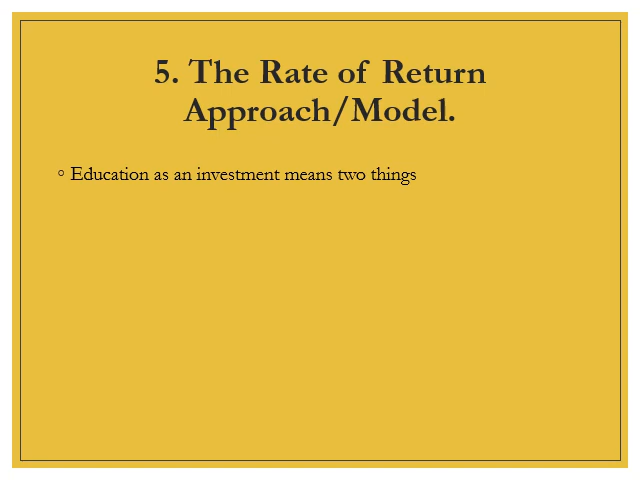 5. The Rate of Return
Approach/Model.
◦ Education as an investment means two things